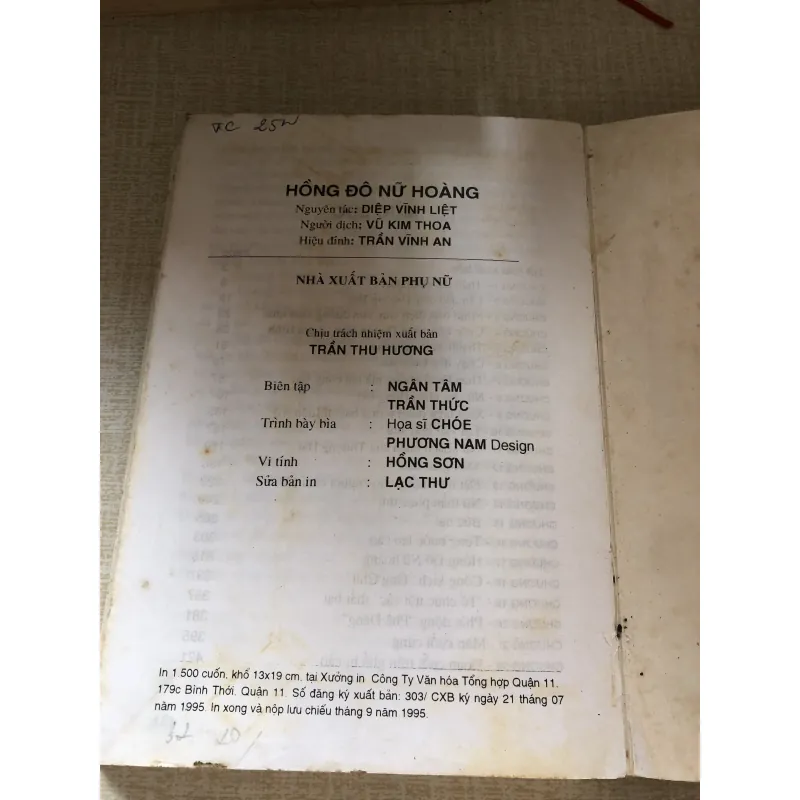 HỒNG ĐÔ NỮ HOÀNG
Nguyên tác: DIỆP VĨNH LIỆT
Người dịch: VŨ KIM THOA
Hiệu đính: TRẦN VĨNH AN
NHÀ XUẤT BẢN PHỤ NỮ
Chịu trách nhiệm xuất bản
TRẦN THU HƯƠNG
Biên tập : NGÂN TÂM
TRẦN THỨC
Trình bày bìa : Họa sĩ CHÓE
PHƯƠNG NAM Design
Vi tính : HỒNG SƠN
Sửa bản in : LẠC THƯ
In 1.500 cuốn, khổ 13x19 cm, tại Xưởng in Công Ty Văn hóa Tổng hợp Quận 11.
179c Bình Thới. Quận 11. Số đăng ký xuất bản: 303/ CXB ký ngày 21 tháng 07
năm 1995. In xong và nộp lưu chiểu tháng 9 năm 1995.